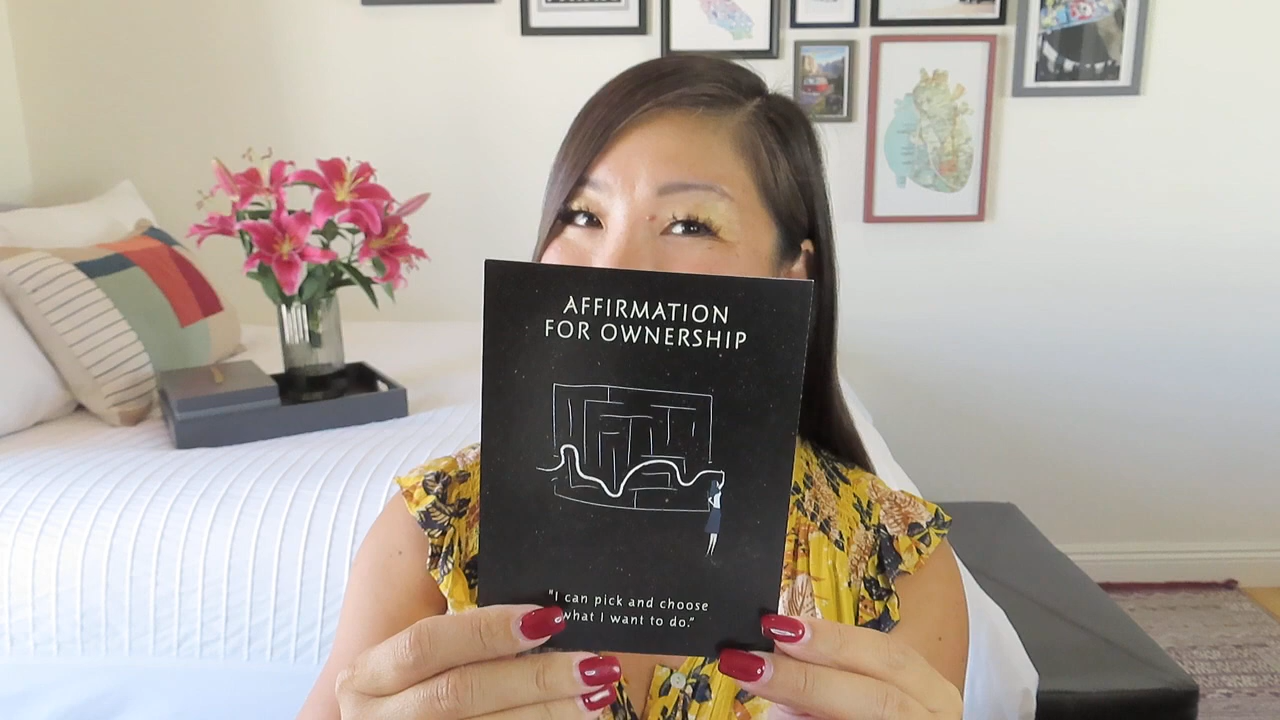 AFFIRMATION
FOR OWNERSHIP
"I can pick and choose
what I want to do."